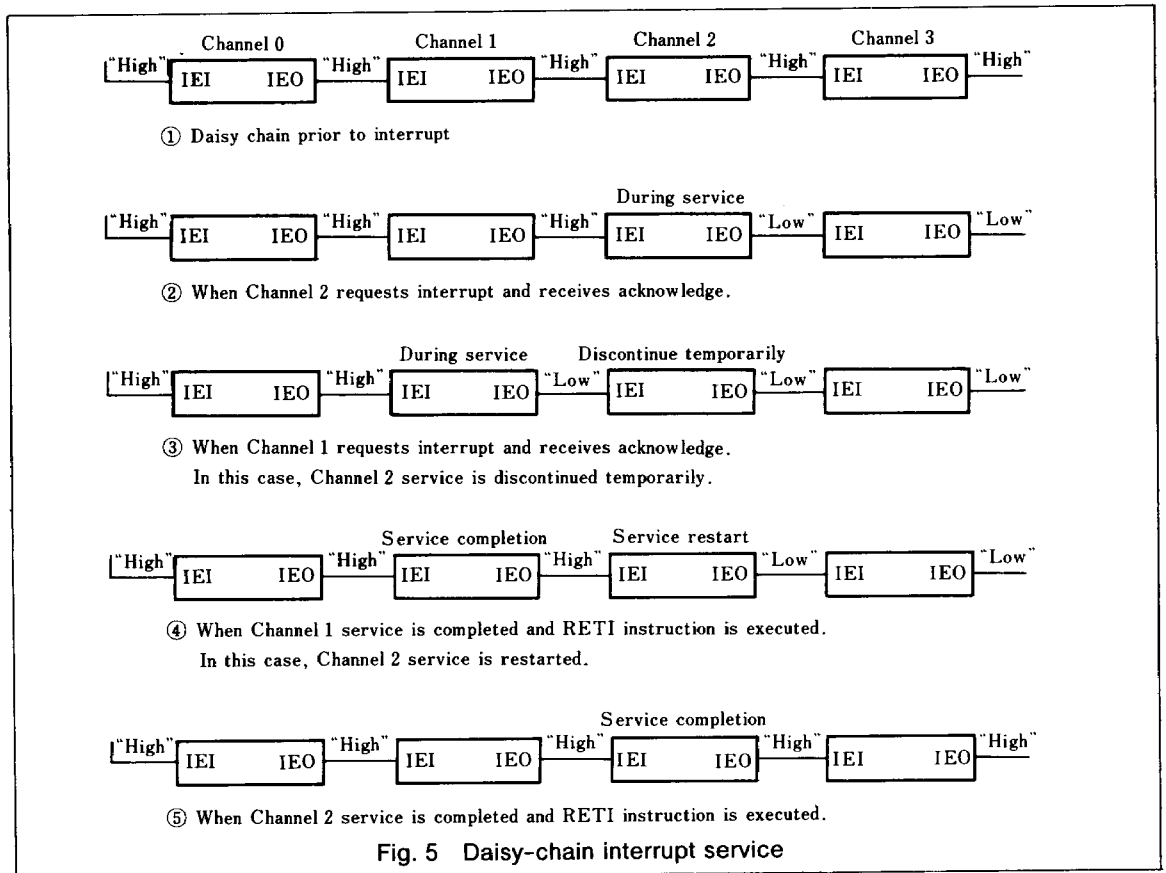 Channel 0 Channel 1 Channel 2 Channel 3
"High" IEI IEO "High" IEI IEO "High" IEI IEO "High" IEI IEO "High"
① Daisy chain prior to interrupt
During service
"High" IEI IEO "High" IEI IEO "High" IEI IEO "Low" IEI IEO "Low"
② When Channel 2 requests interrupt and receives acknowledge.
During service Discontinue temporarily
"High" IEI IEO "High" IEI IEO "Low" IEI IEO "Low" IEI IEO "Low"
③ When Channel 1 requests interrupt and receives acknowledge.
In this case, Channel 2 service is discontinued temporarily.
Service completion Service restart
"High" IEI IEO "High" IEI IEO "High" IEI IEO "Low" IEI IEO "Low"
④ When Channel 1 service is completed and RETI instruction is executed.
In this case, Channel 2 service is restarted.
Service completion
"High" IEI IEO "High" IEI IEO "High" IEI IEO "High" IEI IEO "High"
⑤ When Channel 2 service is completed and RETI instruction is executed.
Fig. 5 Daisy-chain interrupt service